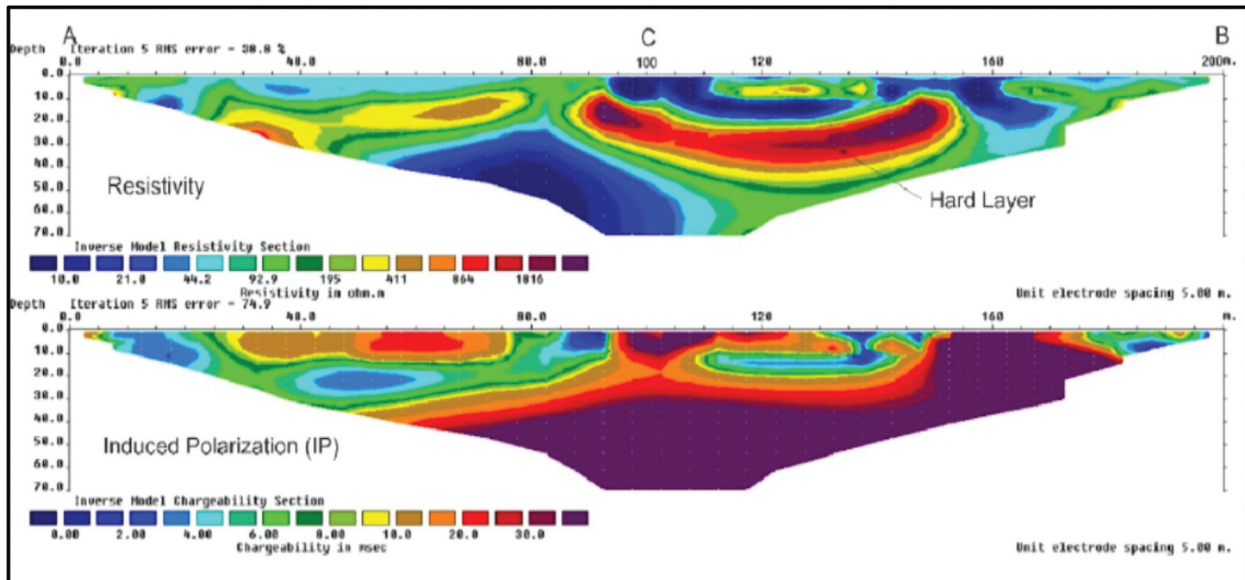 A C B
Depth Iteration 5 RMS error = 38.8 %
0.0 40.0 80.0 100 120 160 200m.
0.0
10.0
20.0
30.0
40.0
50.0
60.0
70.0
Resistivity
Hard Layer
Inverse Model Resistivity Section
10.0 21.0 44.2 92.9 195 411 864 1816
Resistivity in ohm.m
Unit electrode spacing 5.00 m.
Depth Iteration 5 RMS error = 74.9
0.0 40.0 80.0 120 160 m.
0.0
10.0
20.0
30.0
40.0
50.0
60.0
70.0
Induced Polarization (IP)
Inverse Model Chargeability Section
0.00 2.00 4.00 6.00 8.00 10.0 20.0 30.0
Chargeability in msec
Unit electrode spacing 5.00 m.